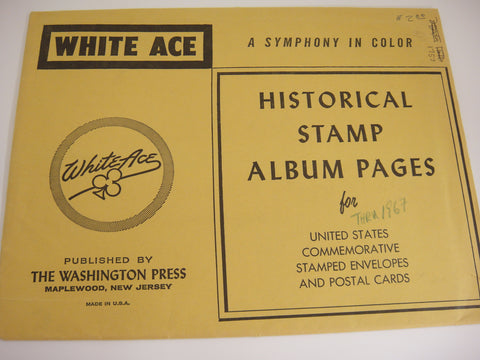 WHITE ACE
A SYMPHONY IN COLOR
HISTORICAL
STAMP
ALBUM PAGES
for
THRU 1967
UNITED STATES
COMMEMORATIVE
STAMPED ENVELOPES
AND POSTAL CARDS
White Ace
PUBLISHED BY
THE WASHINGTON PRESS
MAPLEWOOD, NEW JERSEY
MADE IN U.S.A.